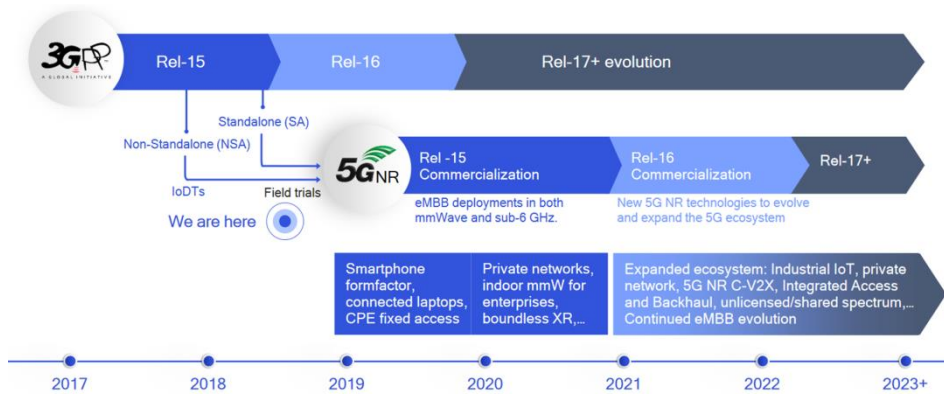 3GPP
A GLOBAL INITIATIVE
Rel-15
Rel-16
Rel-17+ evolution
Standalone (SA)
Non-Standalone (NSA)
IoDTs
Field trials
We are here
5G NR
Rel -15
Commercialization
Rel-16
Commercialization
Rel-17+
eMBB deployments in both
mmWave and sub-6 GHz.
New 5G NR technologies to evolve
and expand the 5G ecosystem
Smartphone
formfactor,
connected laptops,
CPE fixed access
Private networks,
indoor mmW for
enterprises,
boundless XR,...
Expanded ecosystem: Industrial IoT, private
network, 5G NR C-V2X, Integrated Access
and Backhaul, unlicensed/shared spectrum,...
Continued eMBB evolution
2017
2018
2019
2020
2021
2022
2023+